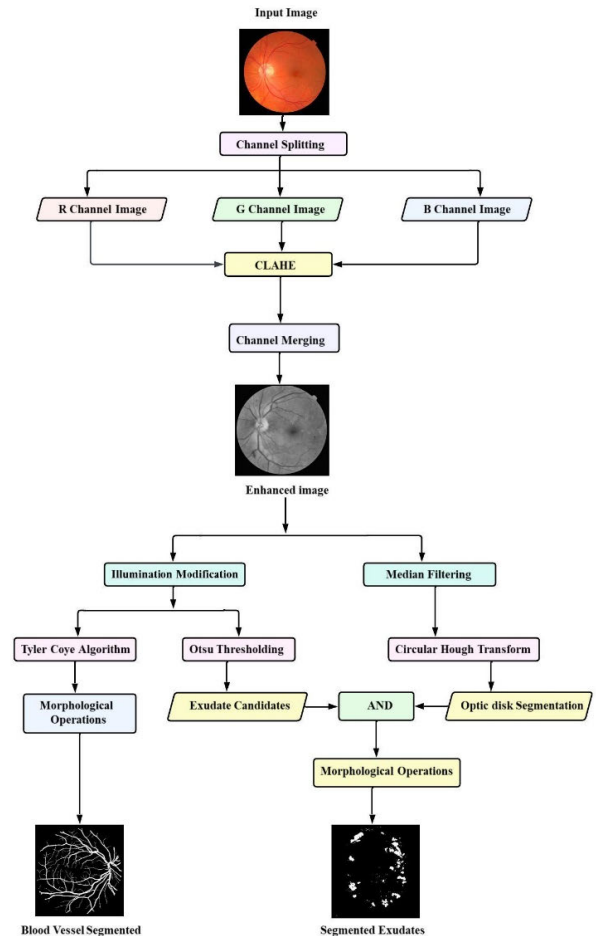 Input Image
Channel Splitting
R Channel Image
G Channel Image
B Channel Image
CLAHE
Channel Merging
Enhanced image
Illumination Modification
Median Filtering
Tyler Coye Algorithm
Otsu Thresholding
Circular Hough Transform
Morphological
Operations
Exudate Candidates
AND
Optic disk Segmentation
Morphological Operations
Blood Vessel Segmented
Segmented Exudates